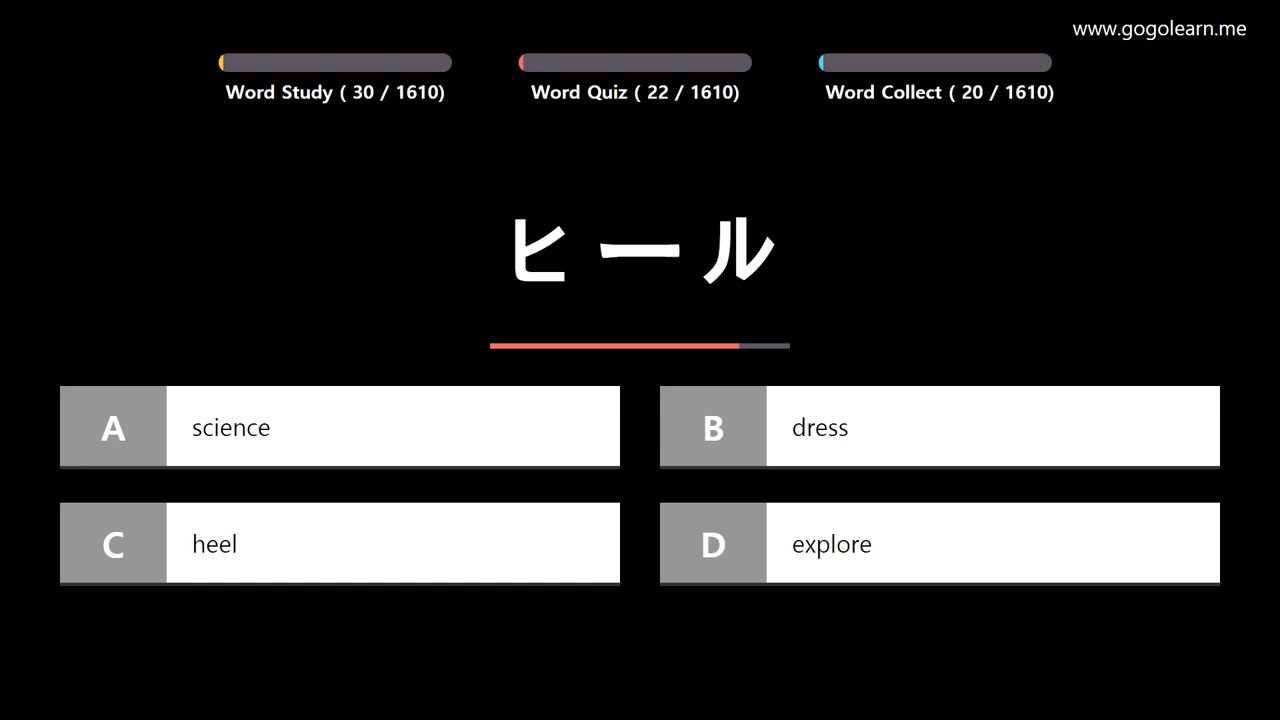 www.gogolearn.me
Word Study ( 30 / 1610)
Word Quiz ( 22 / 1610)
Word Collect ( 20 / 1610)
ヒール
A science
B dress
C heel
D explore